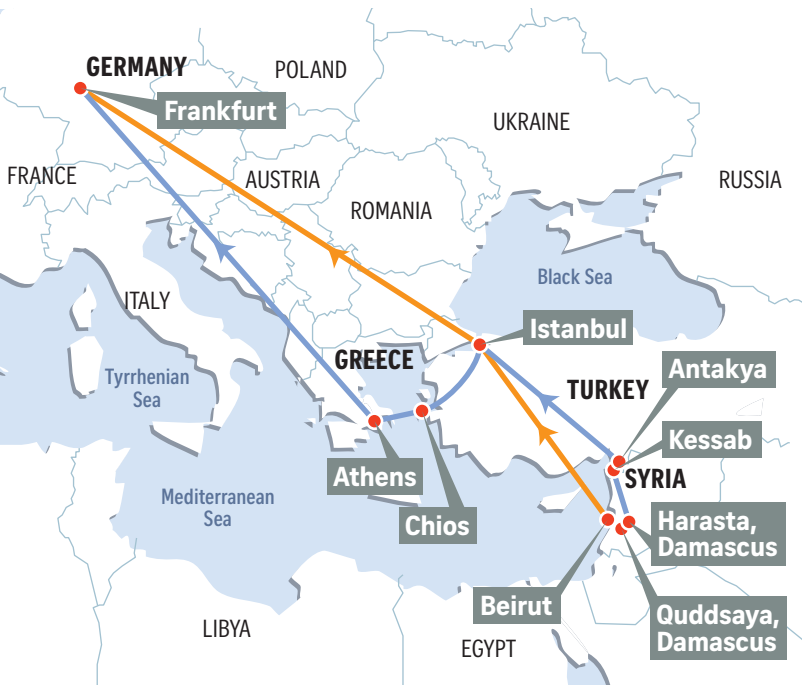 GERMANY
POLAND
Frankfurt
UKRAINE
FRANCE
AUSTRIA
RUSSIA
ROMANIA
Black Sea
ITALY
Istanbul
GREECE
Antakya
Tyrrhenian
Sea
TURKEY
Kessab
Athens
SYRIA
Mediterranean
Sea
Chios
Harasta,
Damascus
Beirut
Quddsaya,
Damascus
LIBYA
EGYPT